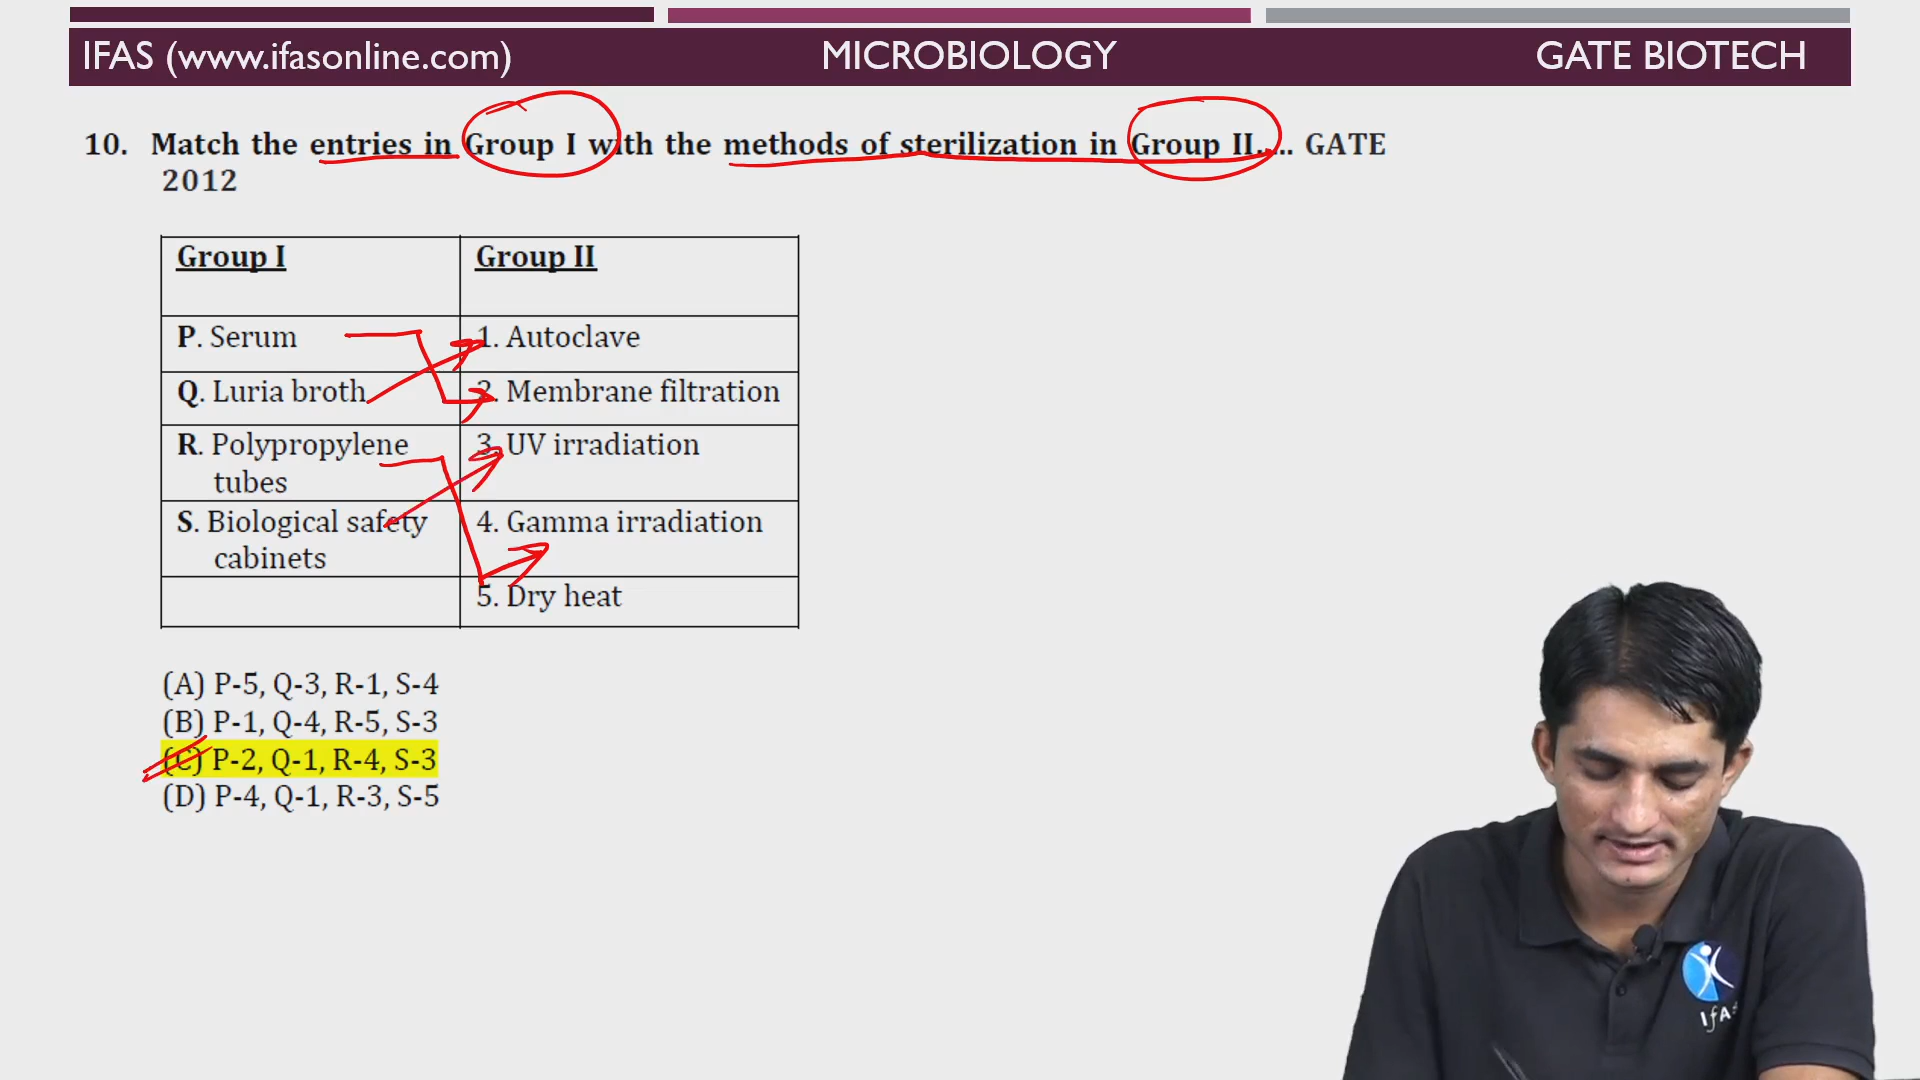 IFAS (www.ifasonline.com) MICROBIOLOGY GATE BIOTECH
10. Match the entries in Group I with the methods of sterilization in Group II.... GATE
2012
Group I Group II
P. Serum 1. Autoclave
Q. Luria broth 2. Membrane filtration
R. Polypropylene 3. UV irradiation
tubes
S. Biological safety 4. Gamma irradiation
cabinets
5. Dry heat
(A) P-5, Q-3, R-1, S-4
(B) P-1, Q-4, R-5, S-3
(C) P-2, Q-1, R-4, S-3
(D) P-4, Q-1, R-3, S-5